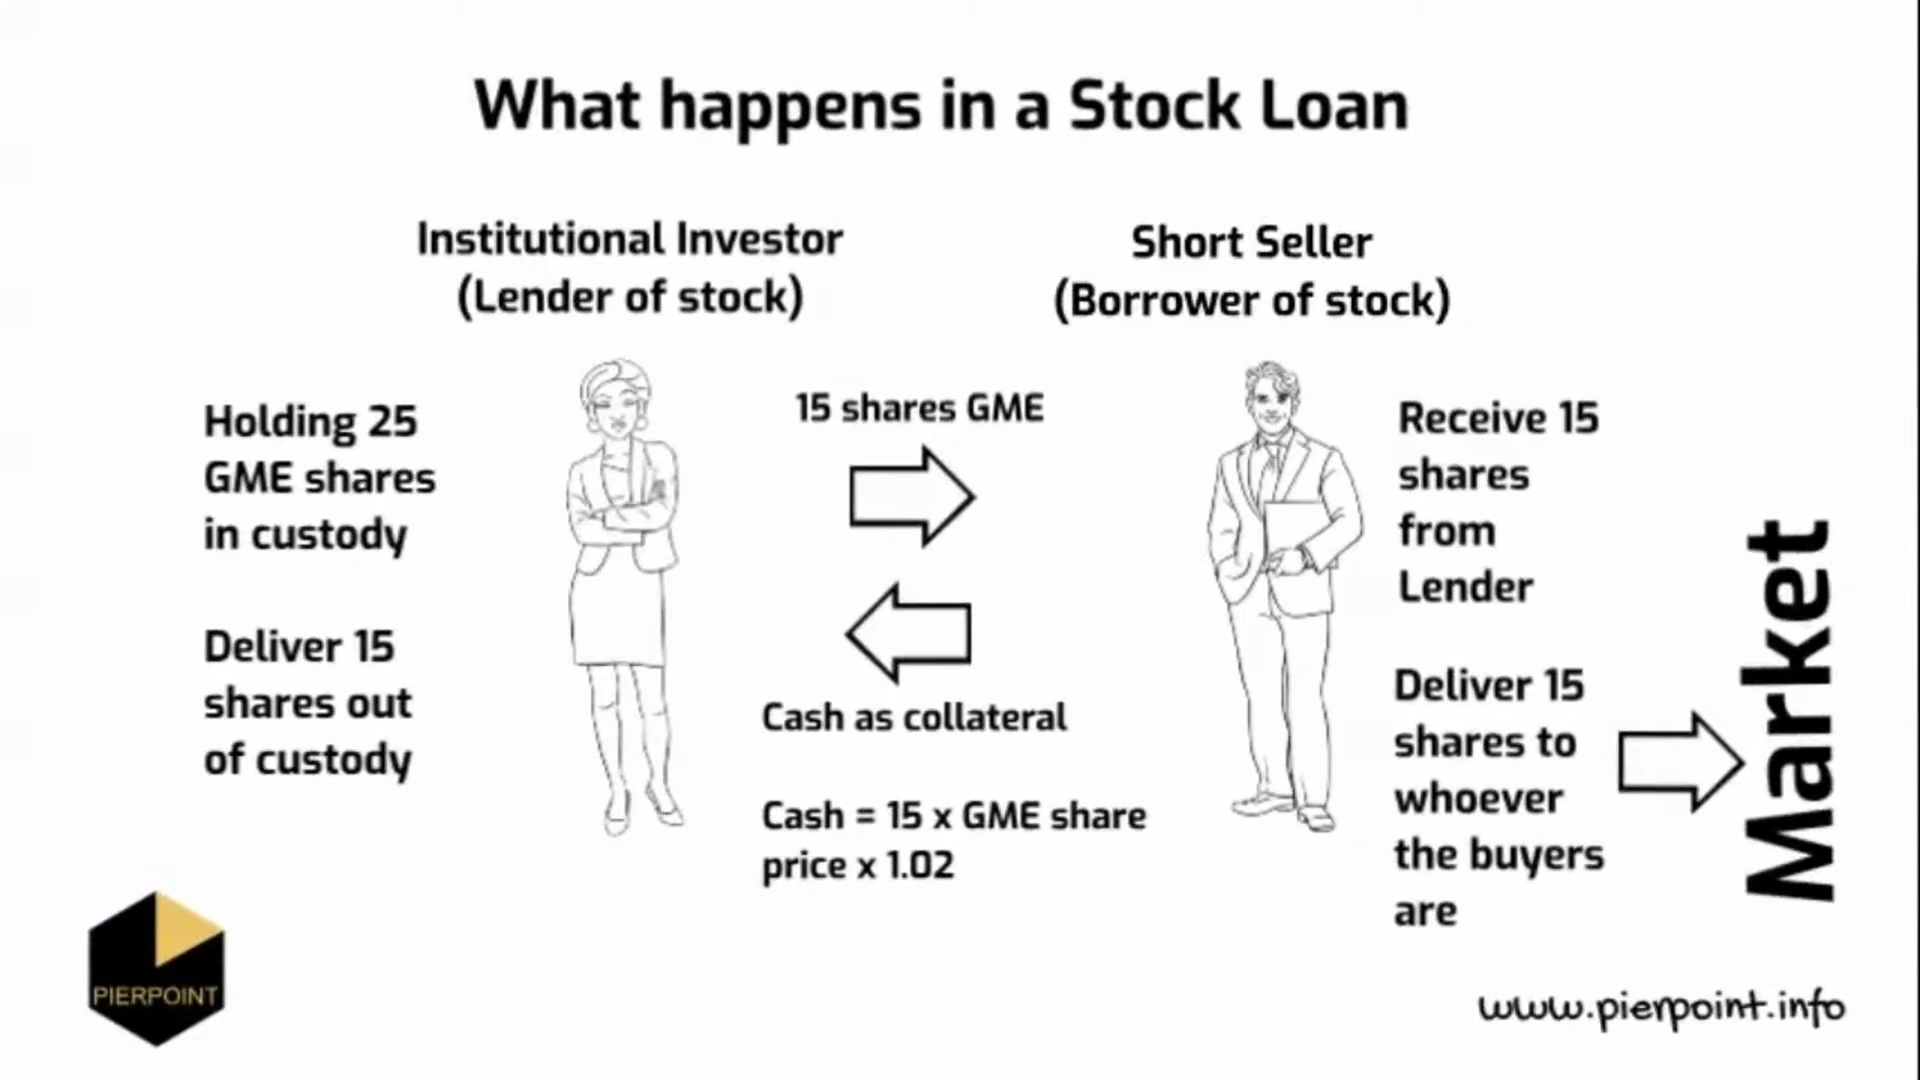 What happens in a Stock Loan
Institutional Investor
(Lender of stock)
Short Seller
(Borrower of stock)
Holding 25
GME shares
in custody
Deliver 15
shares out
of custody
15 shares GME
Cash as collateral
Cash = 15 x GME share
price x 1.02
Receive 15
shares
from
Lender
Deliver 15
shares to
whoever
the buyers
are
Market
PIERPOINT
www.pierpoint.info